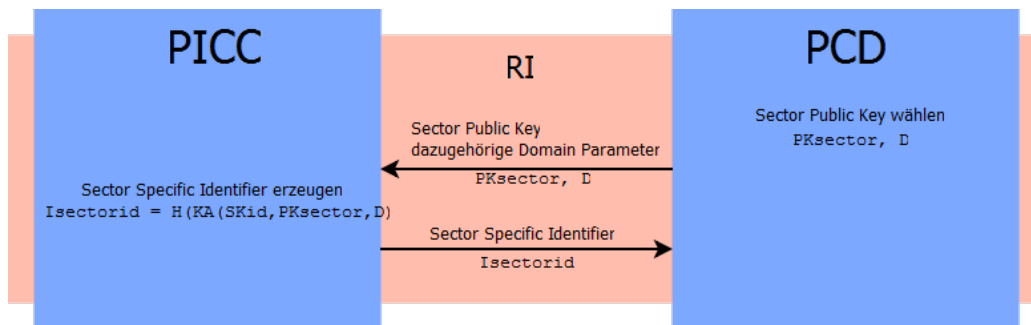 PICC
RI
PCD
Sector Public Key wählen
PKsector, D
Sector Public Key
dazugehörige Domain Parameter
PKsector, D
Sector Specific Identifier erzeugen
Isectorid = H(KA(SKid,PKsector,D)
Sector Specific Identifier
Isectorid